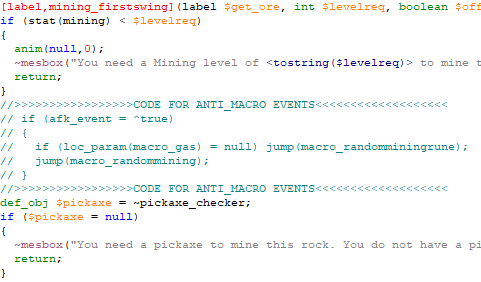 [label,mining_firstswing](label $get_ore, int $levelreq, boolean $off
if (stat(mining) < $levelreq)
{
  anim(null,0);
  ~mesbox("You need a Mining level of <tostring($levelreq)> to mine t
  return;
}
//>>>>>>>>>>>>>>>>>CODE FOR ANTI_MACRO EVENTS<<<<<<<<<<<<<<<<<<<
// if (afk_event = ^true)
// {
//   if (loc_param(macro_gas) = null) jump(macro_randomminingrune);
//   jump(macro_randommining);
// }
//>>>>>>>>>>>>>>>>>CODE FOR ANTI_MACRO EVENTS<<<<<<<<<<<<<<<<<<<
def_obj $pickaxe = ~pickaxe_checker;
if ($pickaxe = null)
{
  ~mesbox("You need a pickaxe to mine this rock. You do not have a pi
  return;
}